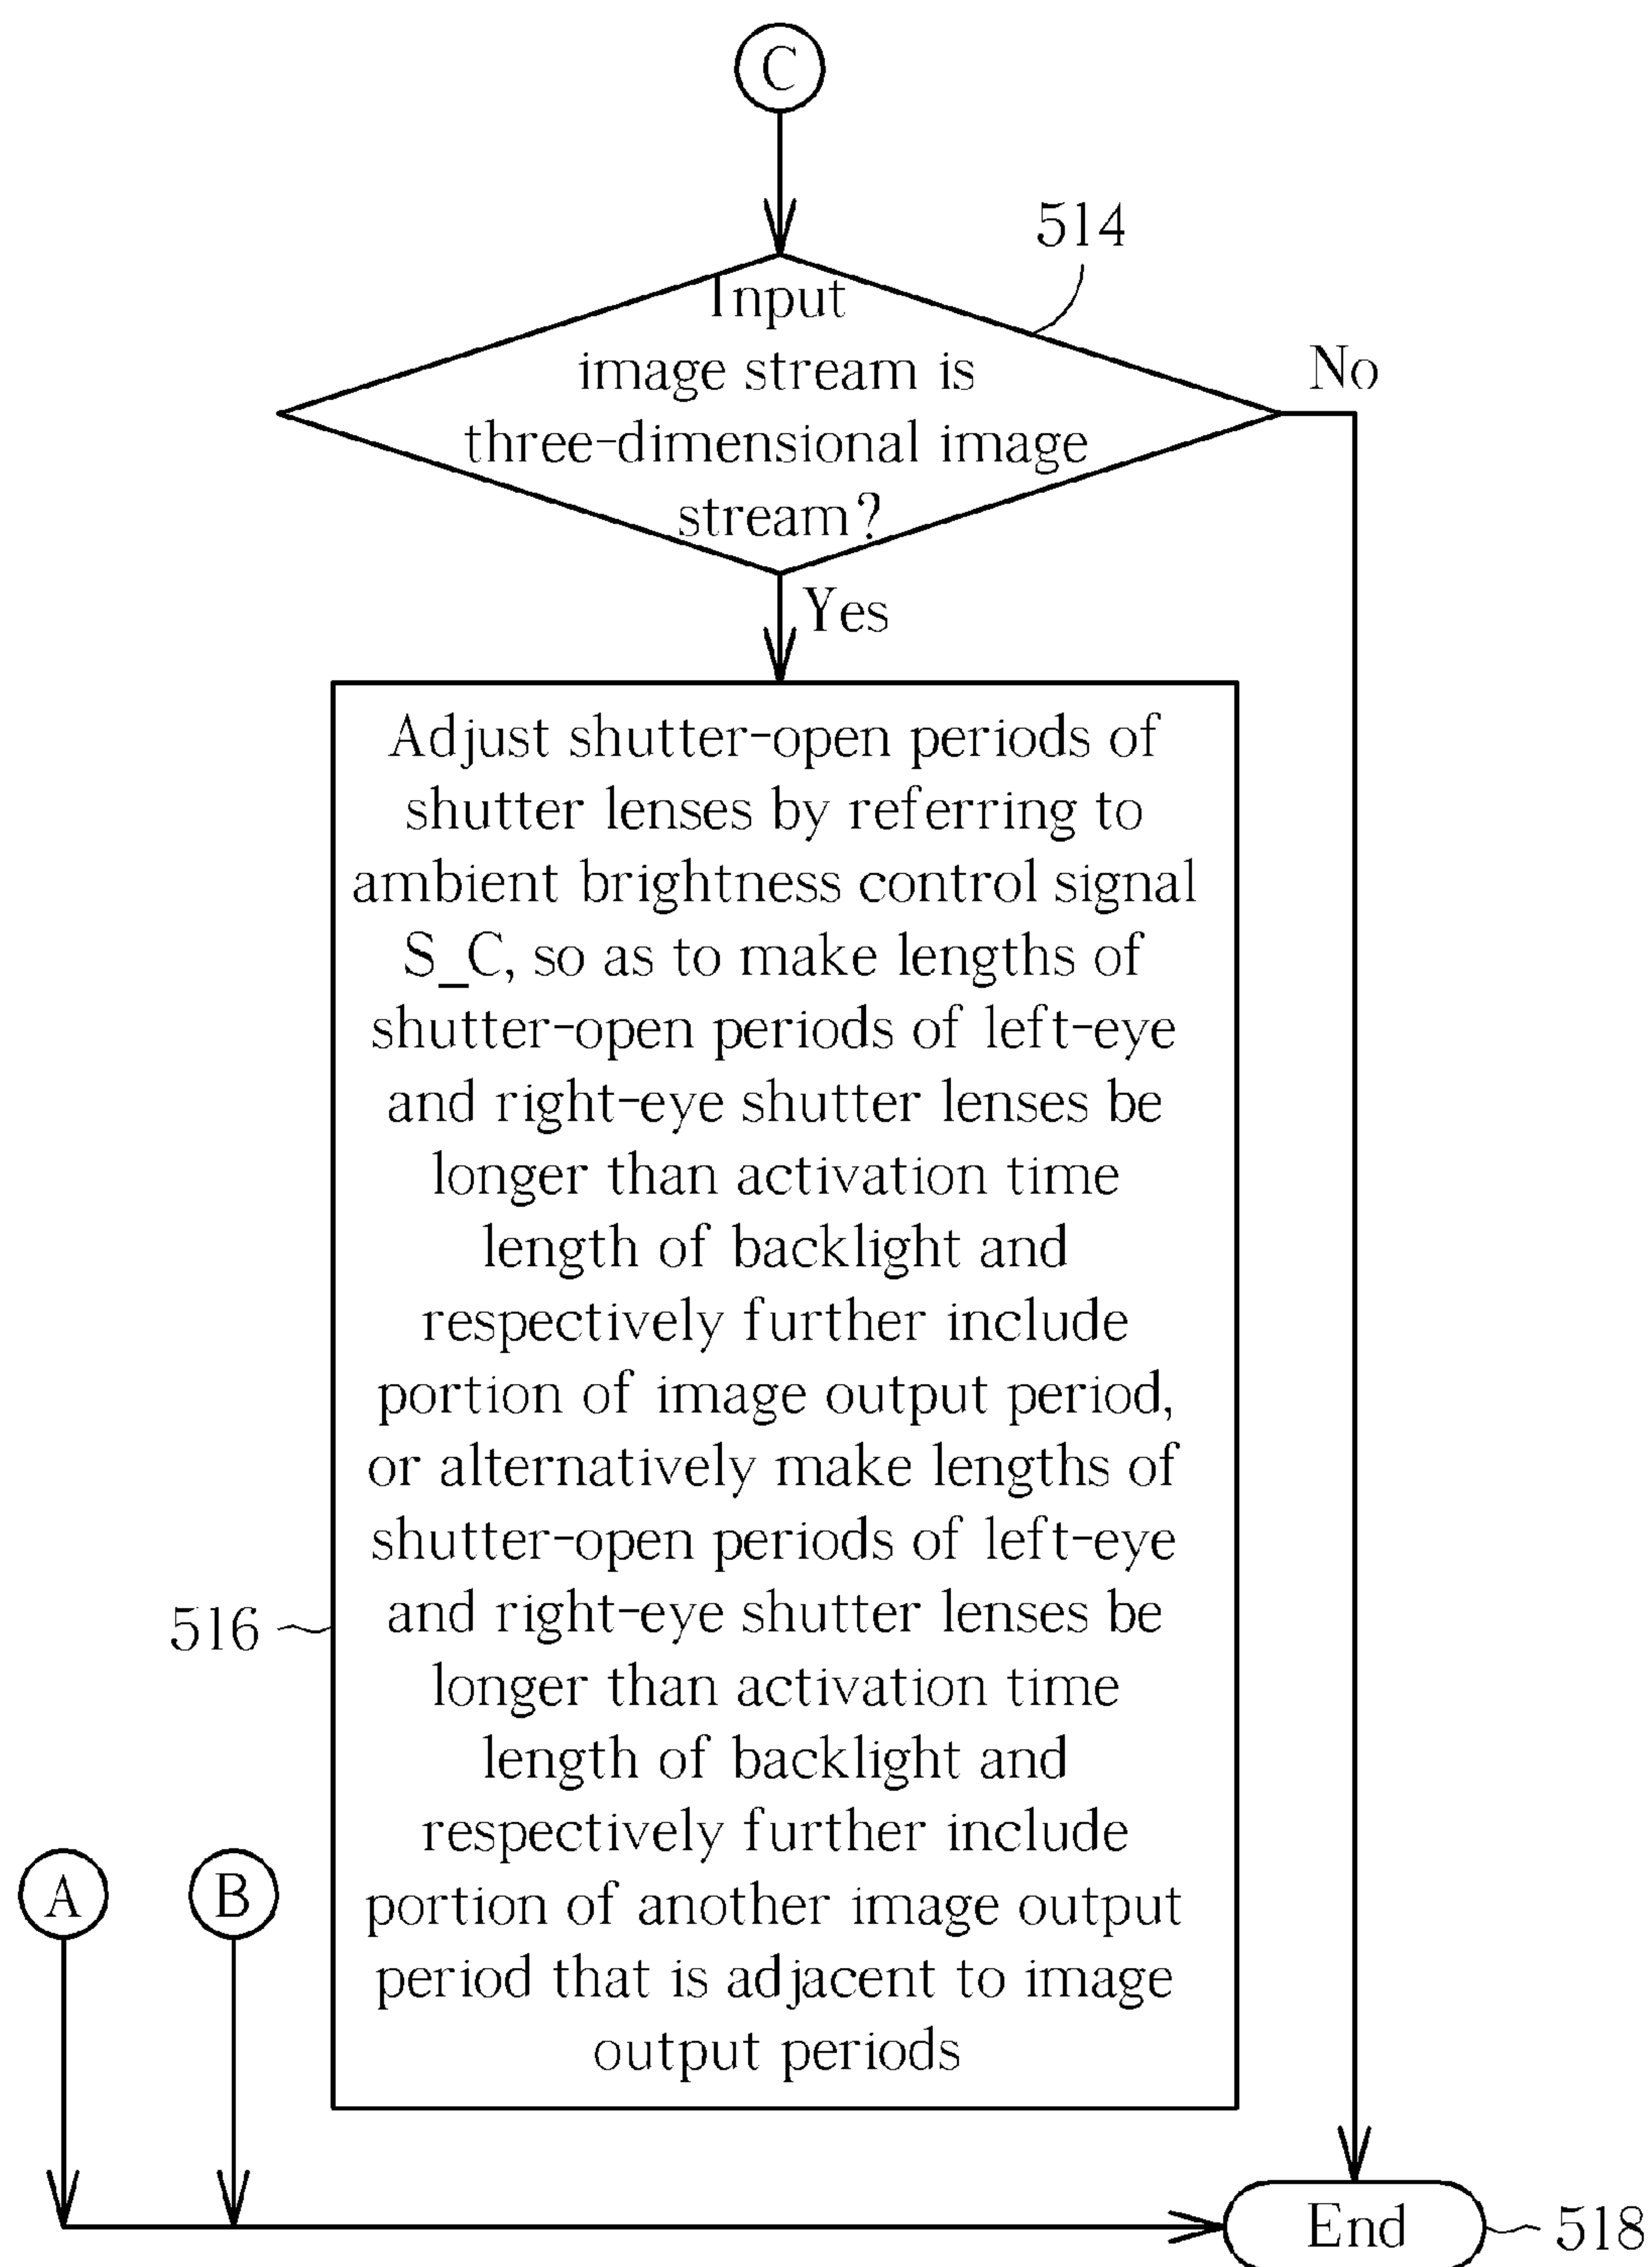 C
514
Input
image stream is
three-dimensional image
stream?
No
Yes
Adjust shutter-open periods of
shutter lenses by referring to
ambient brightness control signal
S_C, so as to make lengths of
shutter-open periods of left-eye
and right-eye shutter lenses be
longer than activation time
length of backlight and
respectively further include
portion of image output period,
or alternatively make lengths of
shutter-open periods of left-eye
and right-eye shutter lenses be
longer than activation time
length of backlight and
respectively further include
portion of another image output
period that is adjacent to image
output periods
516
A
B
End
518